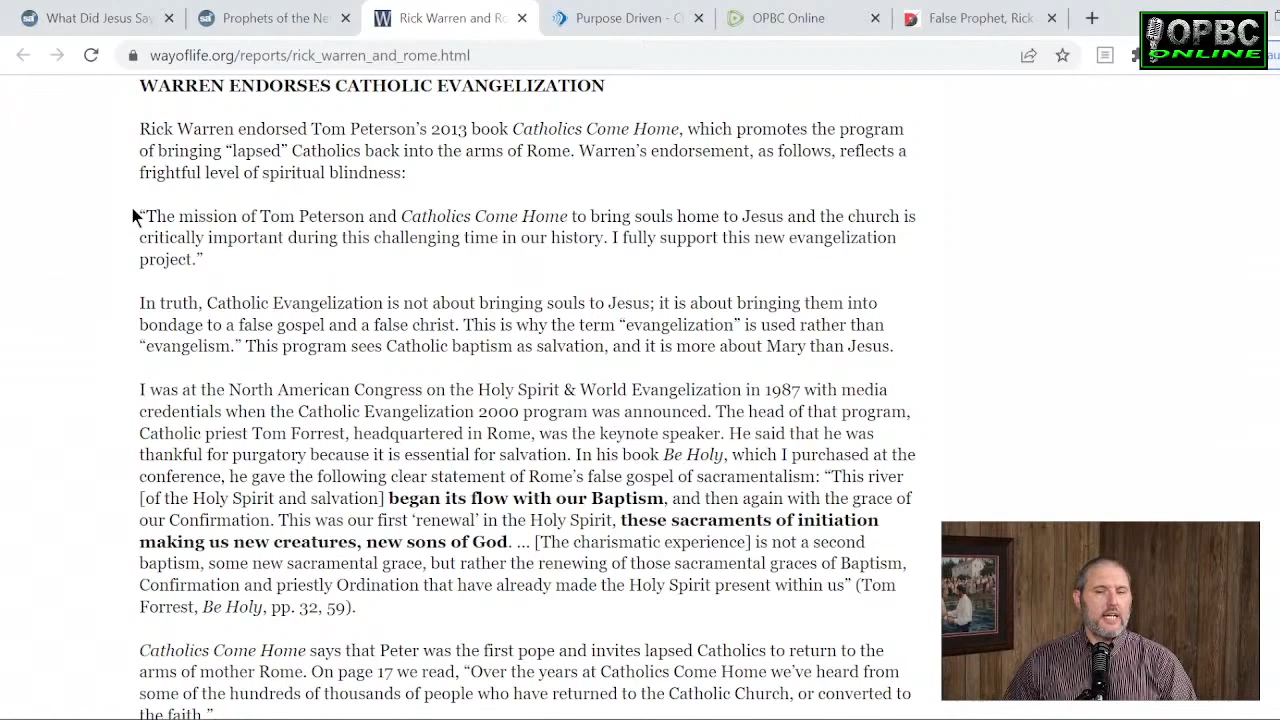 What Did Jesus Say
Prophets of the Ne
Rick Warren and Ro
Purpose Driven - C
OPBC Online
False Prophet, Rick
OPBC
ONLINE
wayoflife.org/reports/rick_warren_and_rome.html
WARREN ENDORSES CATHOLIC EVANGELIZATION
Rick Warren endorsed Tom Peterson’s 2013 book Catholics Come Home, which promotes the program
of bringing “lapsed” Catholics back into the arms of Rome. Warren’s endorsement, as follows, reflects a
frightful level of spiritual blindness:
“The mission of Tom Peterson and Catholics Come Home to bring souls home to Jesus and the church is
critically important during this challenging time in our history. I fully support this new evangelization
project.”
In truth, Catholic Evangelization is not about bringing souls to Jesus; it is about bringing them into
bondage to a false gospel and a false christ. This is why the term “evangelization” is used rather than
“evangelism.” This program sees Catholic baptism as salvation, and it is more about Mary than Jesus.
I was at the North American Congress on the Holy Spirit & World Evangelization in 1987 with media
credentials when the Catholic Evangelization 2000 program was announced. The head of that program,
Catholic priest Tom Forrest, headquartered in Rome, was the keynote speaker. He said that he was
thankful for purgatory because it is essential for salvation. In his book Be Holy, which I purchased at the
conference, he gave the following clear statement of Rome’s false gospel of sacramentalism: “This river
[of the Holy Spirit and salvation] began its flow with our Baptism, and then again with the grace of
our Confirmation. This was our first ‘renewal’ in the Holy Spirit, these sacraments of initiation
making us new creatures, new sons of God. ... [The charismatic experience] is not a second
baptism, some new sacramental grace, but rather the renewing of those sacramental graces of Baptism,
Confirmation and priestly Ordination that have already made the Holy Spirit present within us” (Tom
Forrest, Be Holy, pp. 32, 59).
Catholics Come Home says that Peter was the first pope and invites lapsed Catholics to return to the
arms of mother Rome. On page 17 we read, “Over the years at Catholics Come Home we’ve heard from
some of the hundreds of thousands of people who have returned to the Catholic Church, or converted to
the faith.”